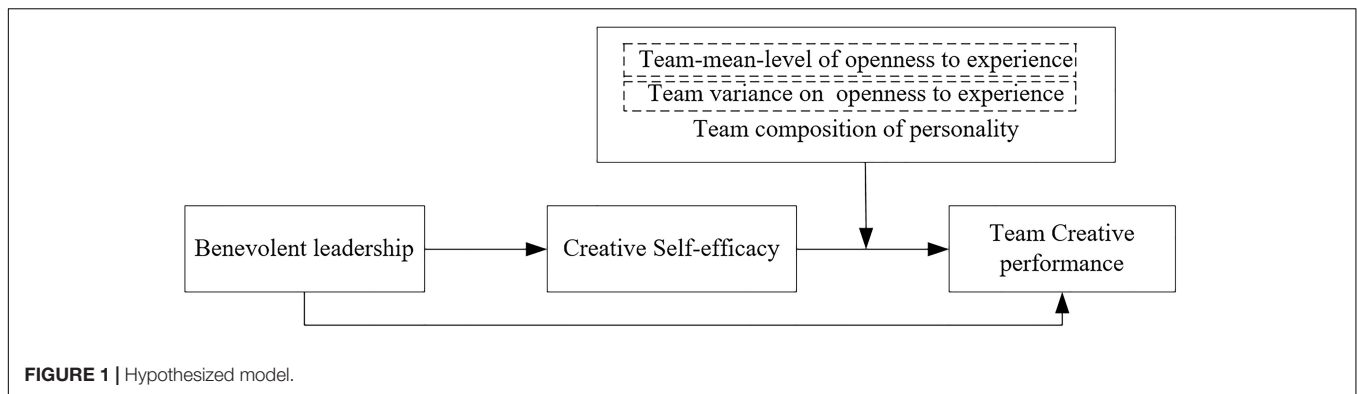 Team-mean-level of openness to experience
Team variance on openness to experience
Team composition of personality
Benevolent leadership
Creative Self-efficacy
Team Creative
performance
FIGURE 1 | Hypothesized model.